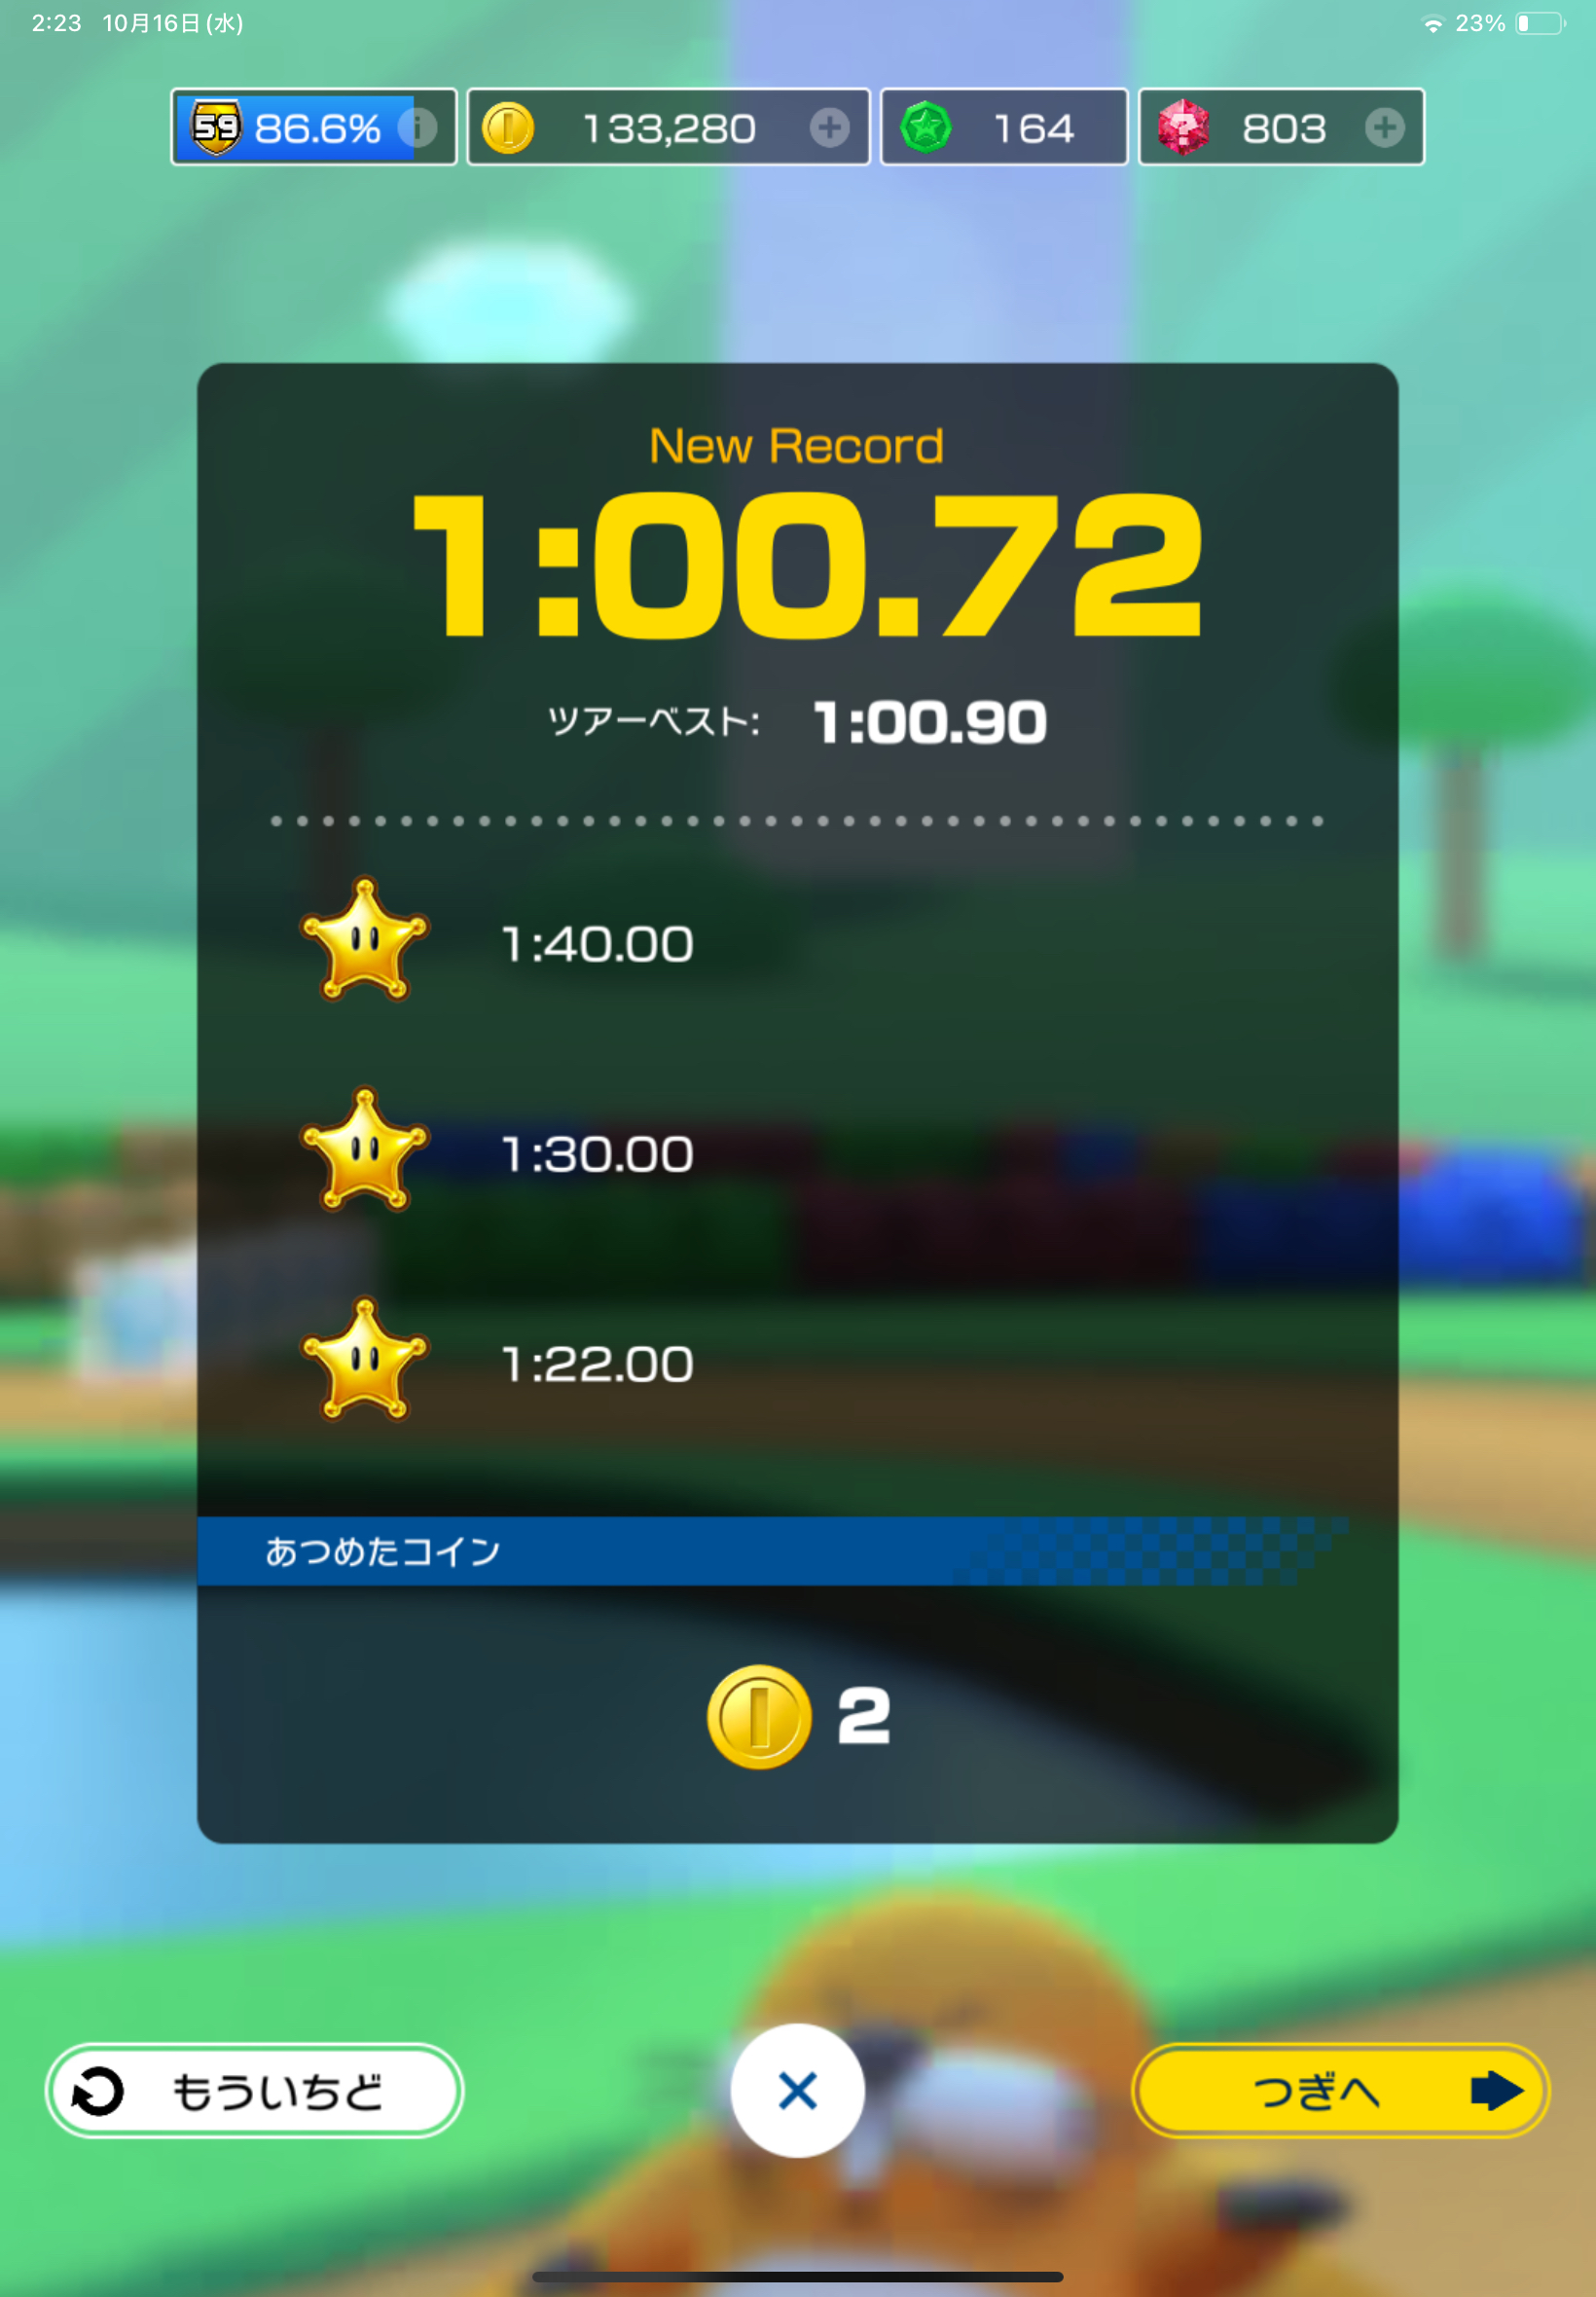 2:23 10月16日(水) 23%
59 86.6% i 133,280 + 164 ? 803 +
New Record
1:00.72
ツアーベスト: 1:00.90
1:40.00
1:30.00
1:22.00
あつめたコイン
2
もういちど × つぎへ